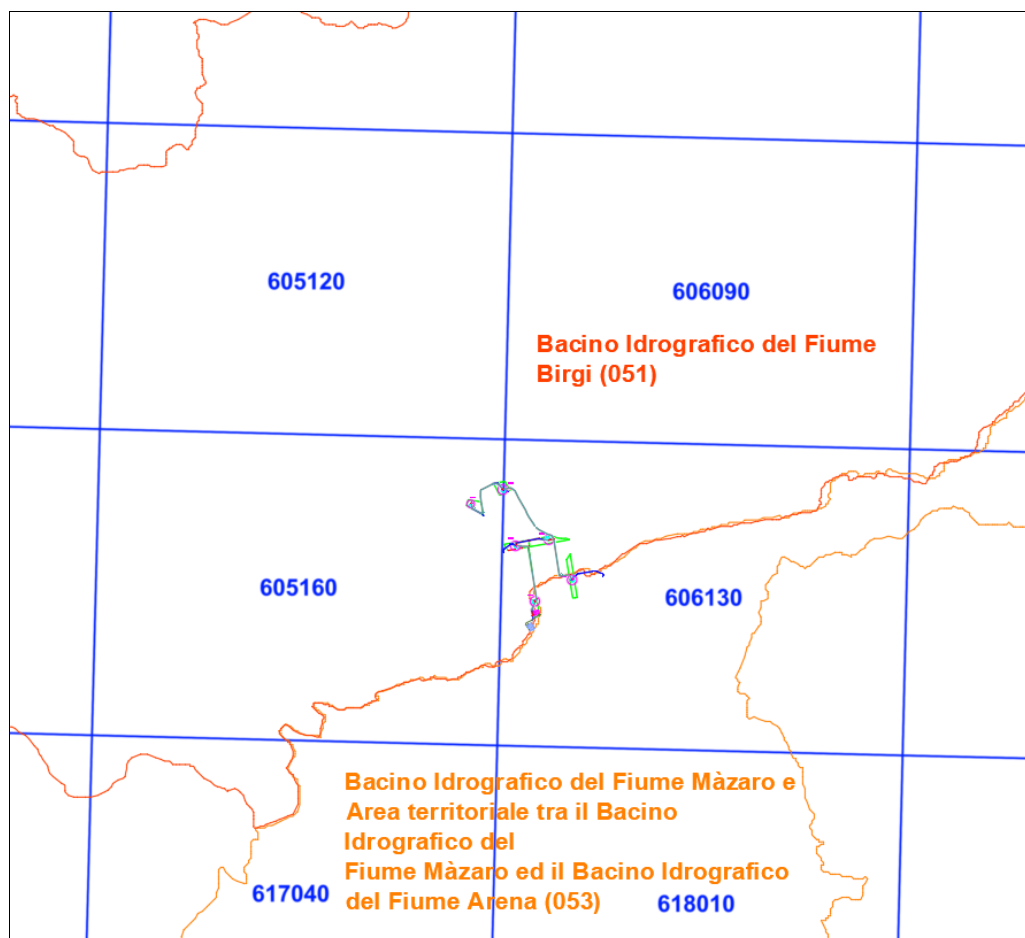 605120
606090
Bacino Idrografico del Fiume
Birgi (051)
605160
606130
Bacino Idrografico del Fiume Màzaro e
Area territoriale tra il Bacino
Idrografico del
Fiume Màzaro ed il Bacino Idrografico
del Fiume Arena (053)
617040
618010